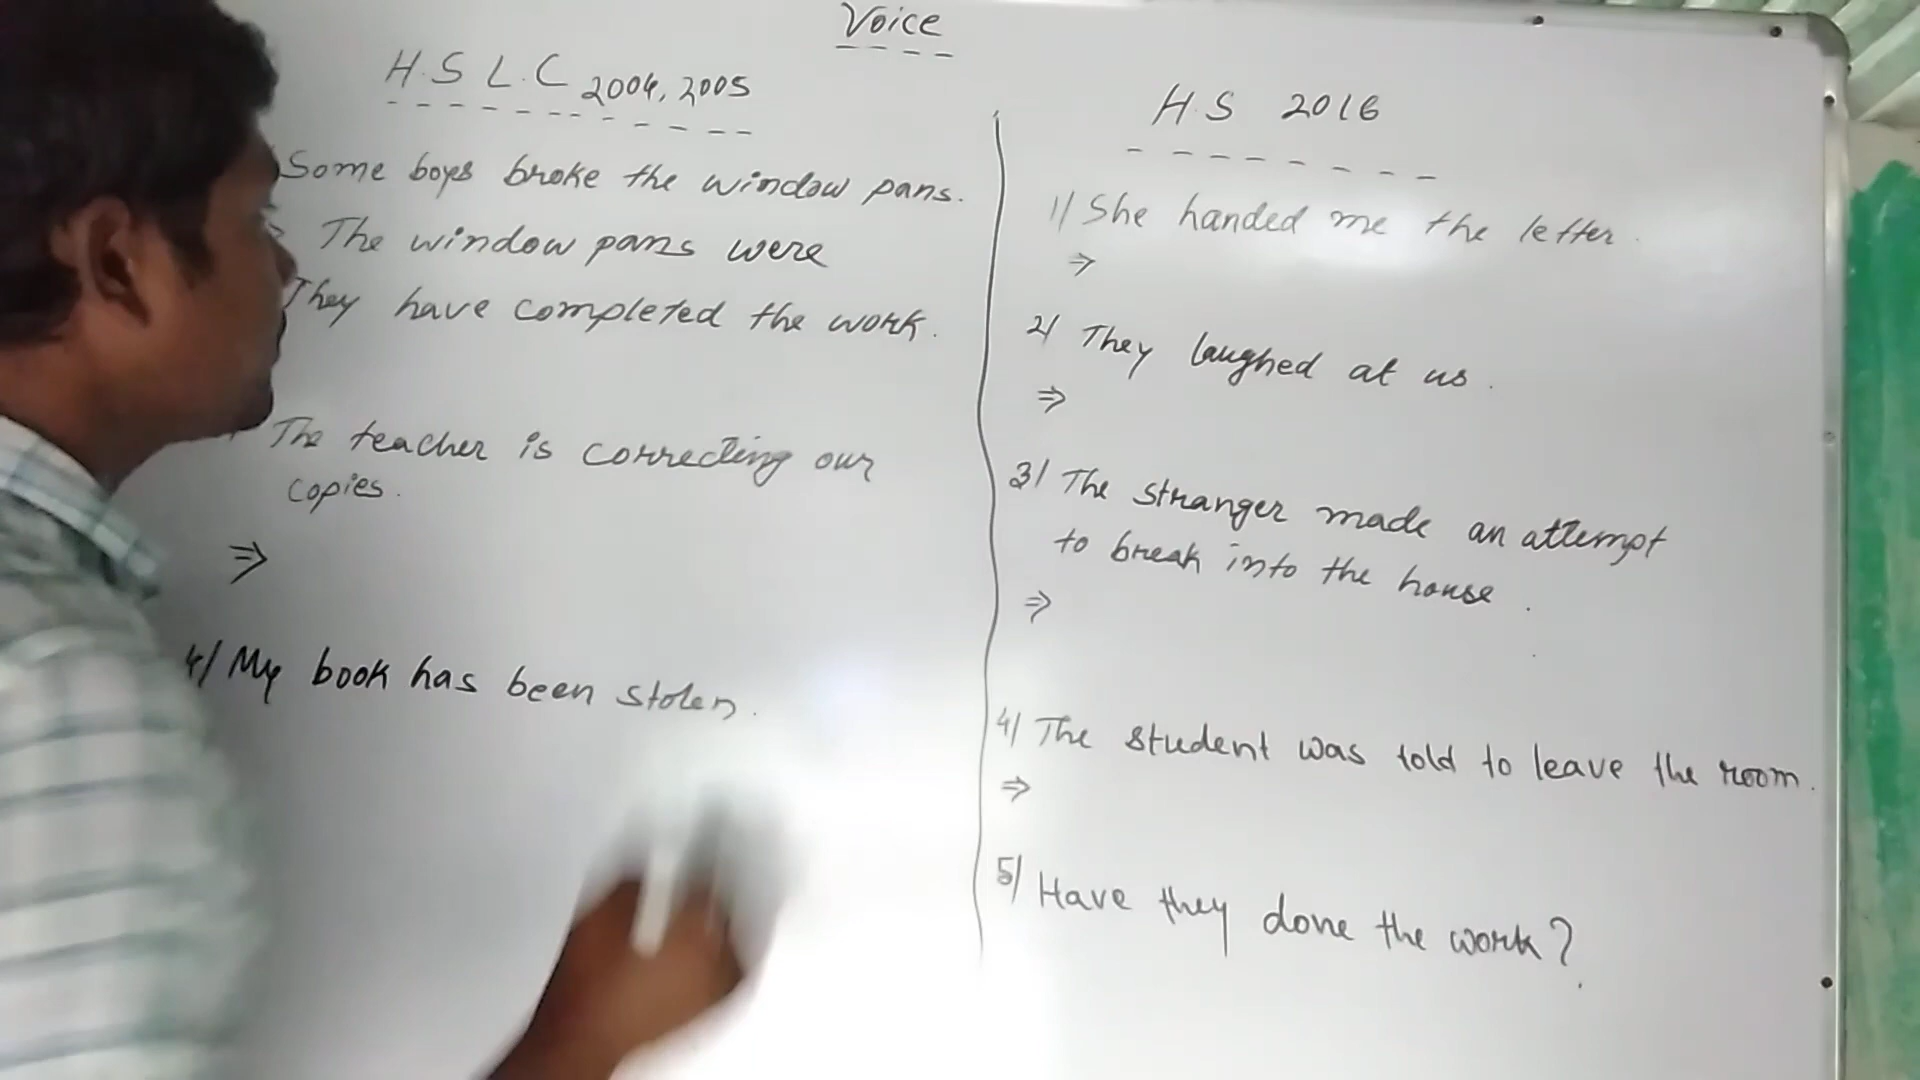 Voice
H.S L.C 2004, 2005
Some boys broke the window pans.
The window pans were
They have completed the work.
The teacher is correcting our
copies.
⇒
4/ My book has been stolen.
H.S 2016
1/ She handed me the letter.
⇒
2/ They laughed at us.
⇒
3/ The stranger made an attempt
to break into the house.
⇒
4/ The student was told to leave the room.
⇒
5/ Have they done the work?